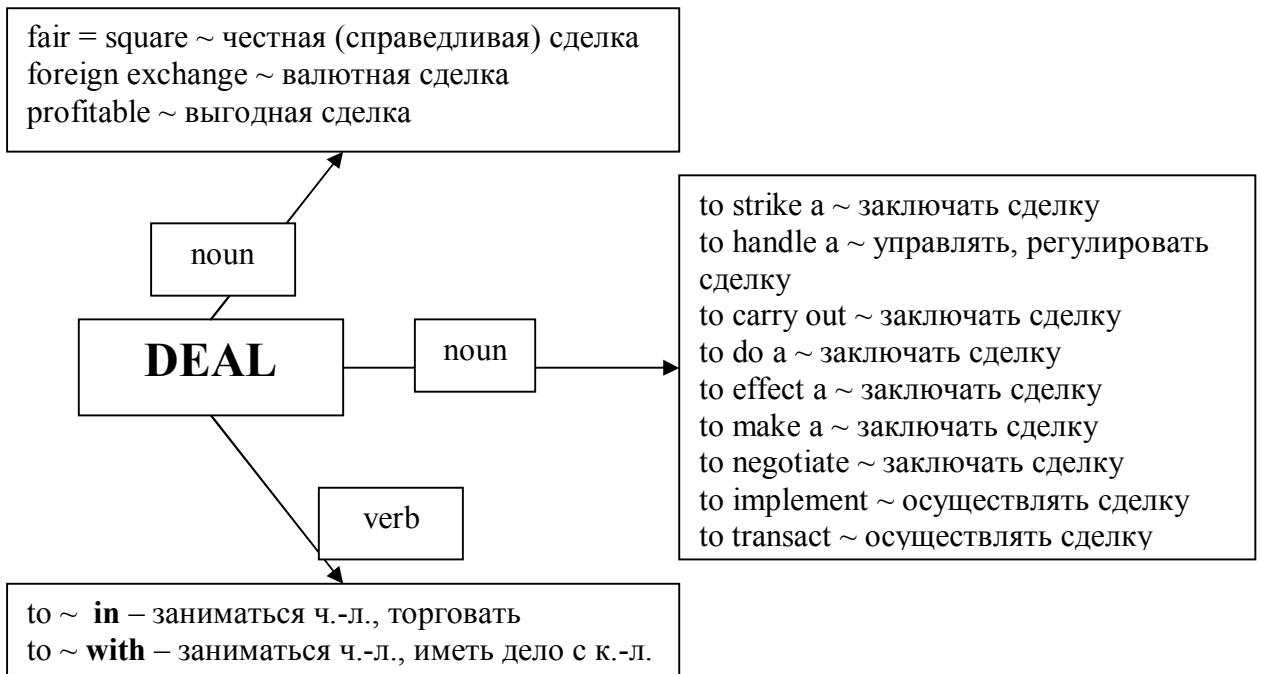 fair = square ~ честная (справедливая) сделка
foreign exchange ~ валютная сделка
profitable ~ выгодная сделка
noun
DEAL
noun
to strike a ~ заключать сделку
to handle a ~ управлять, регулировать
сделку
to carry out ~ заключать сделку
to do a ~ заключать сделку
to effect a ~ заключать сделку
to make a ~ заключать сделку
to negotiate ~ заключать сделку
to implement ~ осуществлять сделку
to transact ~ осуществлять сделку
verb
to ~ in – заниматься ч.-л., торговать
to ~ with – заниматься ч.-л., иметь дело с к.-л.